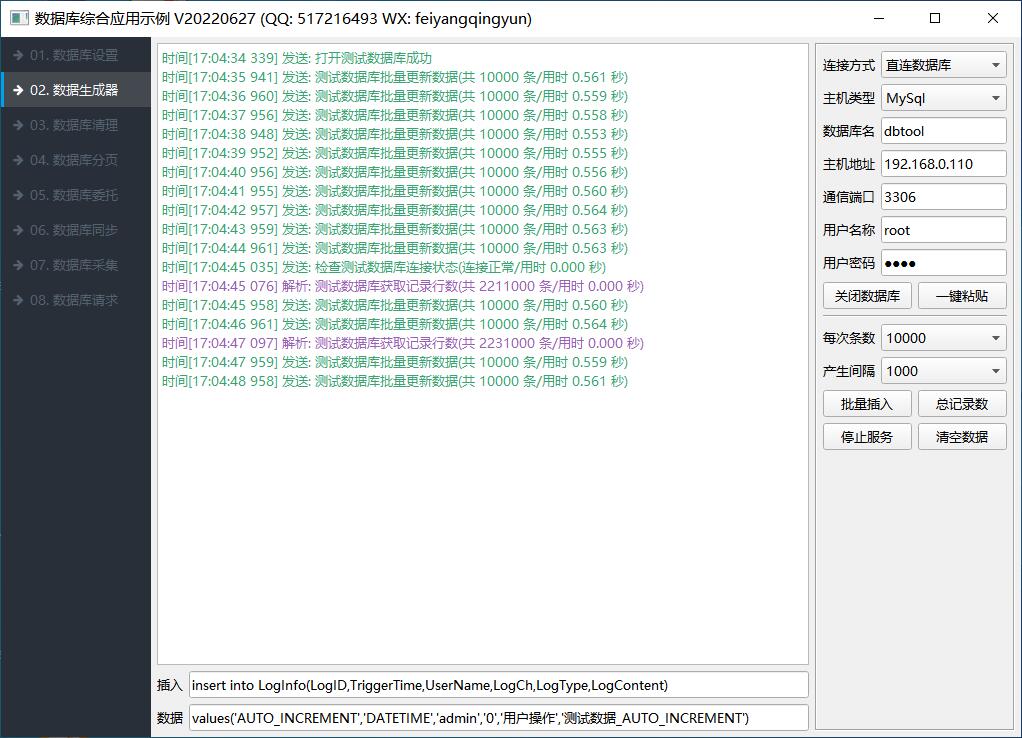 数据库综合应用示例 V20220627 (QQ: 517216493 WX: feiyangqingyun)
01. 数据库设置
02. 数据生成器
03. 数据库清理
04. 数据库分页
05. 数据库委托
06. 数据库同步
07. 数据库采集
08. 数据库请求
时间[17:04:34 339] 发送: 打开测试数据库成功
时间[17:04:35 941] 发送: 测试数据库批量更新数据(共 10000 条/用时 0.561 秒)
时间[17:04:36 960] 发送: 测试数据库批量更新数据(共 10000 条/用时 0.559 秒)
时间[17:04:37 956] 发送: 测试数据库批量更新数据(共 10000 条/用时 0.558 秒)
时间[17:04:38 948] 发送: 测试数据库批量更新数据(共 10000 条/用时 0.553 秒)
时间[17:04:39 952] 发送: 测试数据库批量更新数据(共 10000 条/用时 0.555 秒)
时间[17:04:40 956] 发送: 测试数据库批量更新数据(共 10000 条/用时 0.556 秒)
时间[17:04:41 955] 发送: 测试数据库批量更新数据(共 10000 条/用时 0.560 秒)
时间[17:04:42 957] 发送: 测试数据库批量更新数据(共 10000 条/用时 0.564 秒)
时间[17:04:43 959] 发送: 测试数据库批量更新数据(共 10000 条/用时 0.563 秒)
时间[17:04:44 961] 发送: 测试数据库批量更新数据(共 10000 条/用时 0.563 秒)
时间[17:04:45 035] 发送: 检查测试数据库连接状态(连接正常/用时 0.000 秒)
时间[17:04:45 076] 解析: 测试数据库获取记录行数(共 2211000 条/用时 0.000 秒)
时间[17:04:45 958] 发送: 测试数据库批量更新数据(共 10000 条/用时 0.560 秒)
时间[17:04:46 961] 发送: 测试数据库批量更新数据(共 10000 条/用时 0.564 秒)
时间[17:04:47 097] 解析: 测试数据库获取记录行数(共 2231000 条/用时 0.000 秒)
时间[17:04:47 959] 发送: 测试数据库批量更新数据(共 10000 条/用时 0.559 秒)
时间[17:04:48 958] 发送: 测试数据库批量更新数据(共 10000 条/用时 0.561 秒)
插入 insert into LogInfo(LogID,TriggerTime,UserName,LogCh,LogType,LogContent)
数据 values('AUTO_INCREMENT','DATETIME','admin','0','用户操作','测试数据_AUTO_INCREMENT')
连接方式 直连数据库
主机类型 MySql
数据库名 dbtool
主机地址 192.168.0.110
通信端口 3306
用户名称 root
用户密码 ●●●●
关闭数据库 一键粘贴
每次条数 10000
产生间隔 1000
批量插入 总记录数
停止服务 清空数据